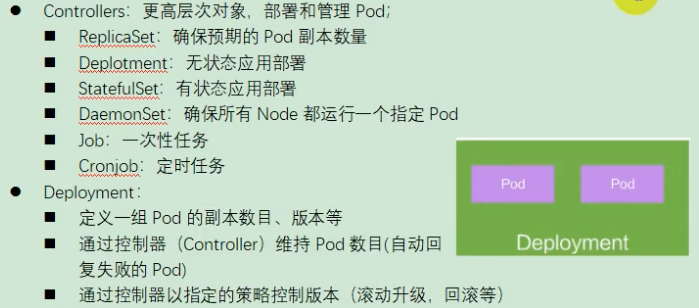 ● Controllers：更高层次对象，部署和管理 Pod；
■ ReplicaSet：确保预期的 Pod 副本数量
■ Deplotment：无状态应用部署
■ StatefulSet：有状态应用部署
■ DaemonSet：确保所有 Node 都运行一个指定 Pod
■ Job：一次性任务
■ Cronjob：定时任务
● Deployment：
■ 定义一组 Pod 的副本数目、版本等
■ 通过控制器（Controller）维持 Pod 数目(自动回
复失败的 Pod)
■ 通过控制器以指定的策略控制版本（滚动升级，回滚等）
Pod
Pod
Deployment